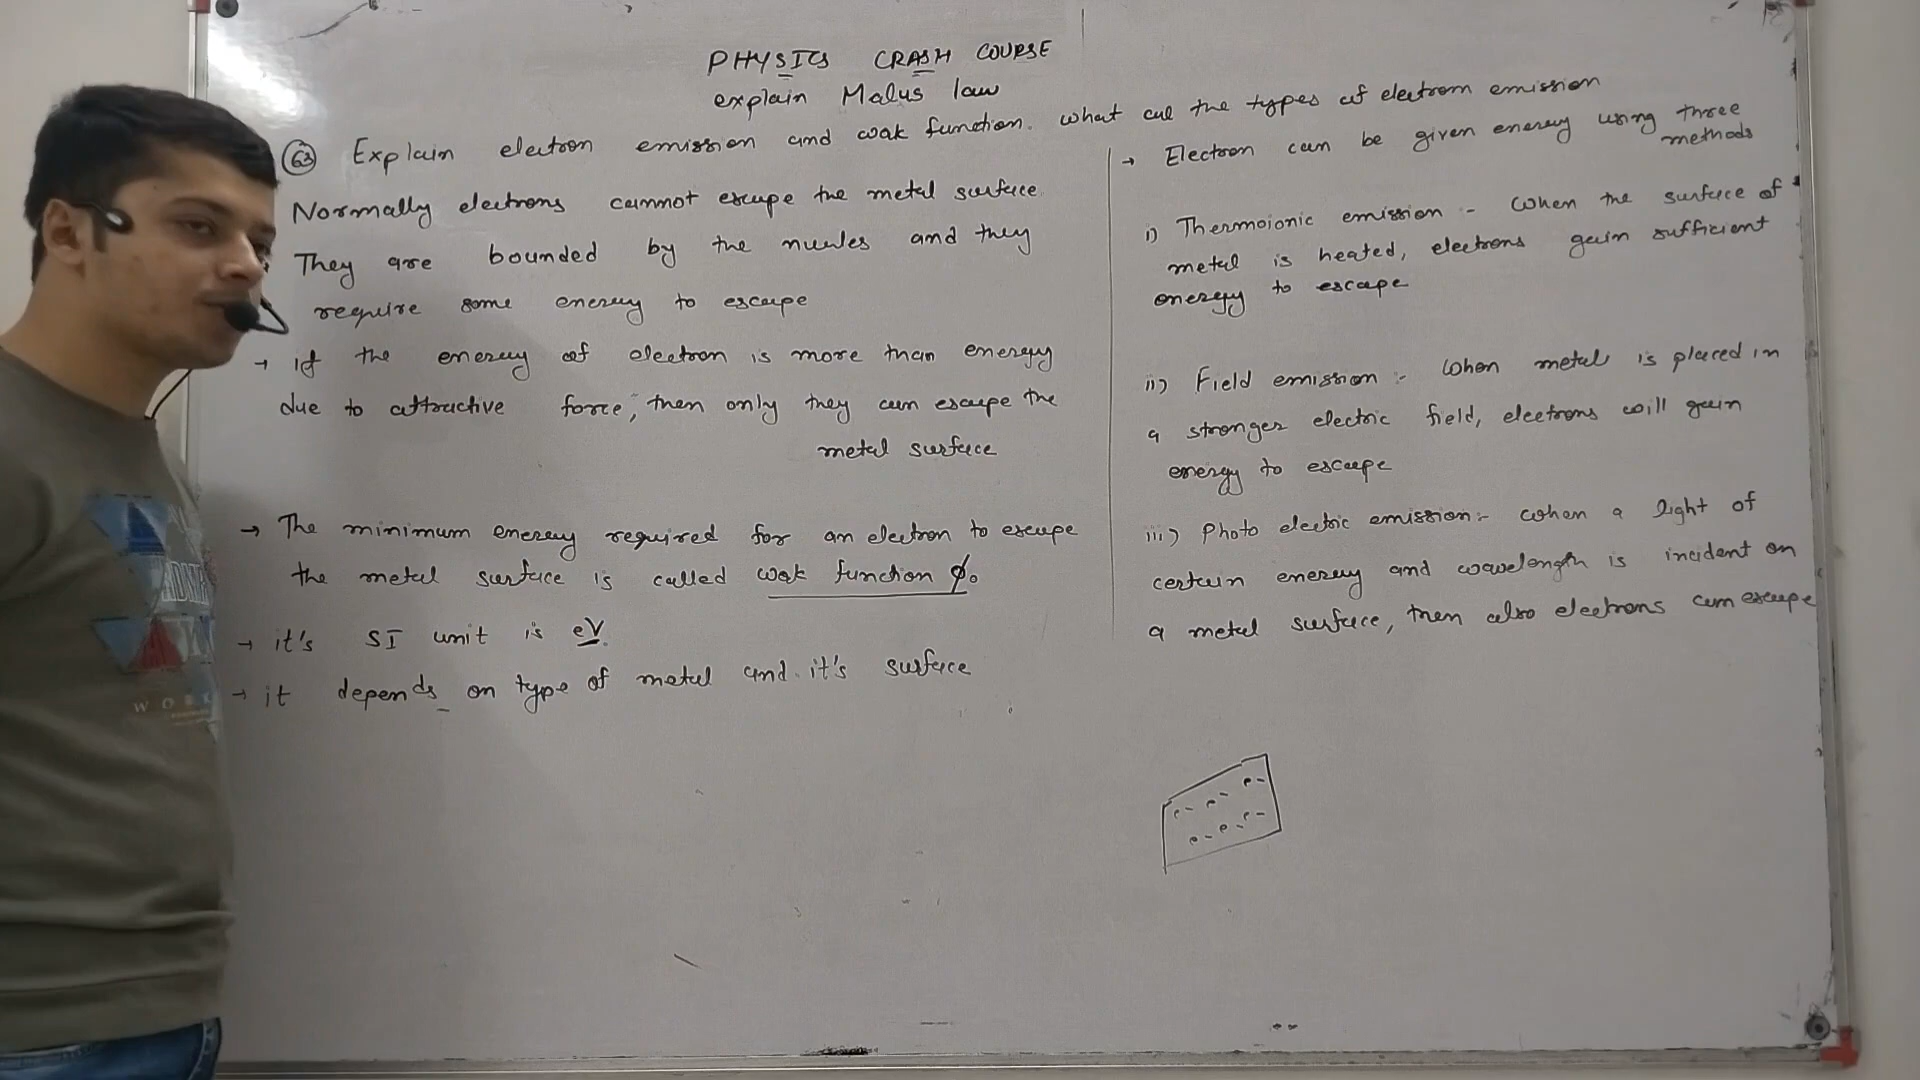 PHYSICS CRASH COURSE
explain Malus law
63 Explain electron emission and work function. what are the types of electrom emission
Normally electrons cannot escape the metal surface
They are bounded by the nucles and they
require some energy to escape
→ if the energy of electron is more than energy
due to attractive force, then only they can escape the
metal surface
→ The minimum energy required for an electron to escape
the metal surface is called work function ϕ₀
→ it's SI unit is eV.
→ it depends on type of metal and it's surface
→ Electron can be given energy using three
methods
i) Thermoionic emission :- When the surface of
metal is heated, electrons gain sufficient
energy to escape
ii) Field emission :- When metal is placed in
a stronger electric field, electrons will gain
energy to escape
iii) Photo electric emission:- when a light of
certain energy and wavelength is incident on
a metal surface, then also electrons can escape
e- e- e-
e- e- e-
WORK